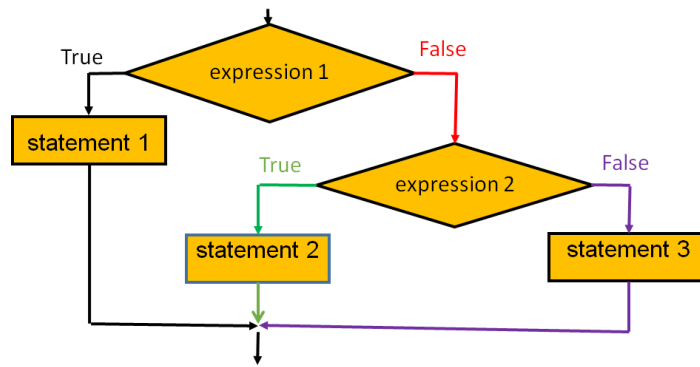 False
True
expression 1
statement 1
True
False
expression 2
statement 2
statement 3